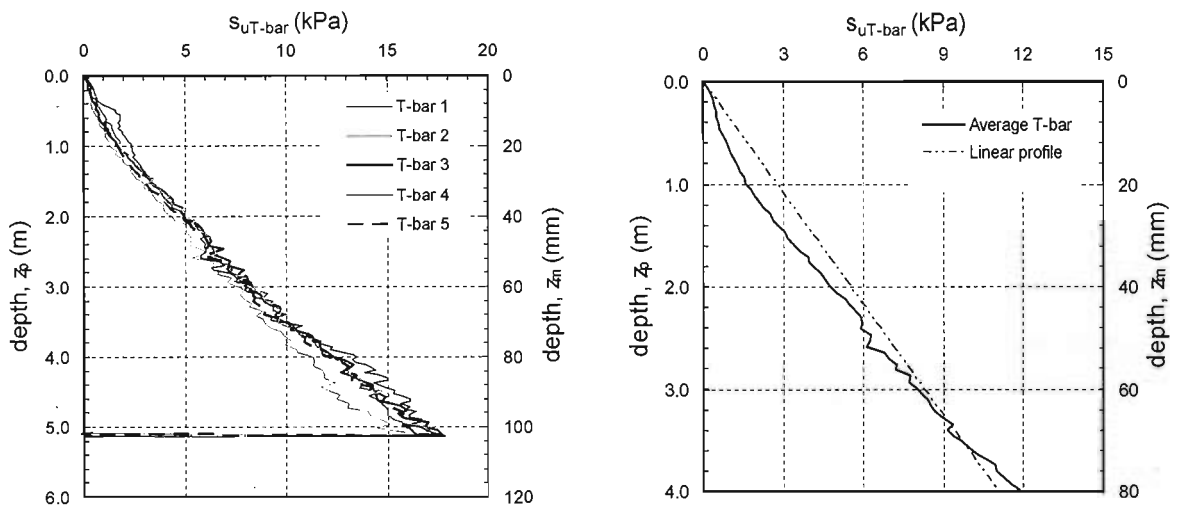 s_uT-bar (kPa)
0 5 10 15 20
0.0 1.0 2.0 3.0 4.0 5.0 6.0
depth, z_p (m)
0 20 40 60 80 100 120
depth, z_m (mm)
T-bar 1
T-bar 2
T-bar 3
T-bar 4
T-bar 5
s_uT-bar (kPa)
0 3 6 9 12 15
0.0 1.0 2.0 3.0 4.0
depth, z_p (m)
0 20 40 60 80
depth, z_m (mm)
Average T-bar
Linear profile